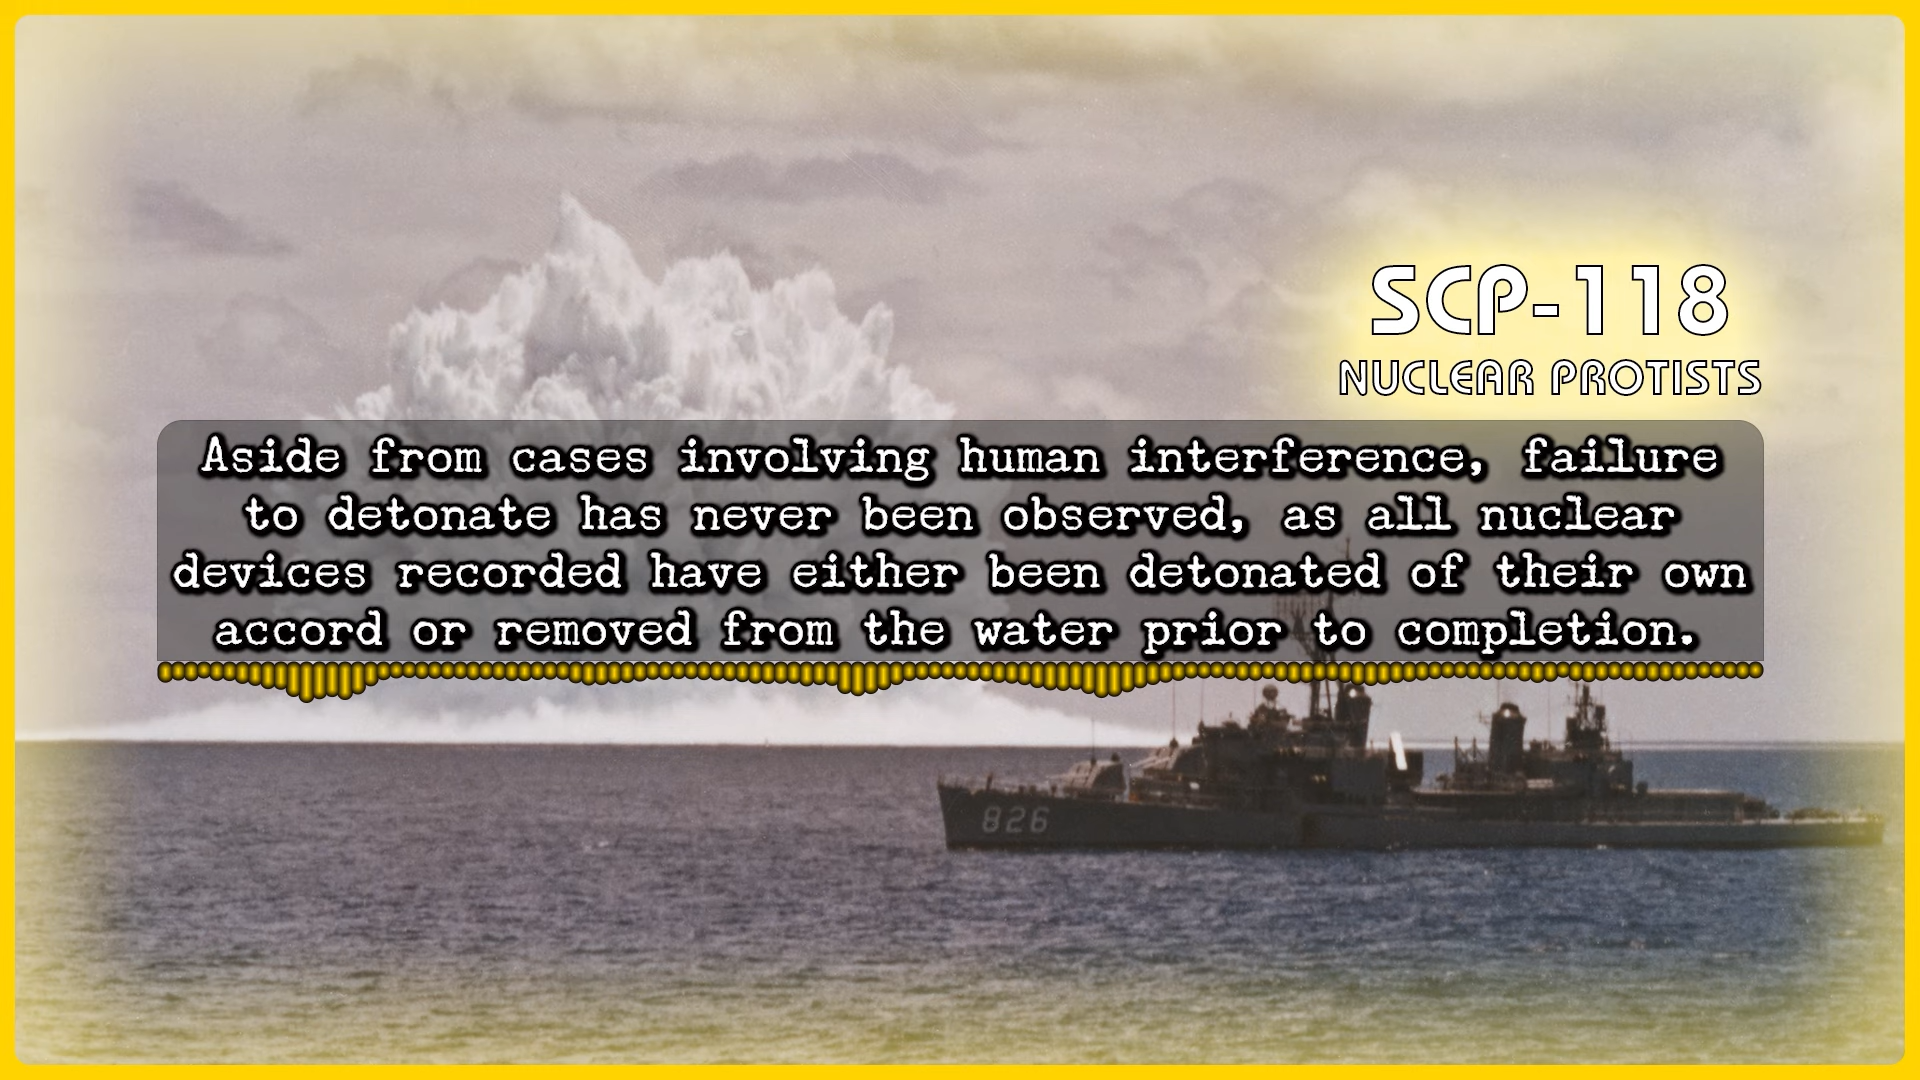 SCP-118
NUCLEAR PROTISTS
Aside from cases involving human interference, failure
to detonate has never been observed, as all nuclear
devices recorded have either been detonated of their own
accord or removed from the water prior to completion.
826